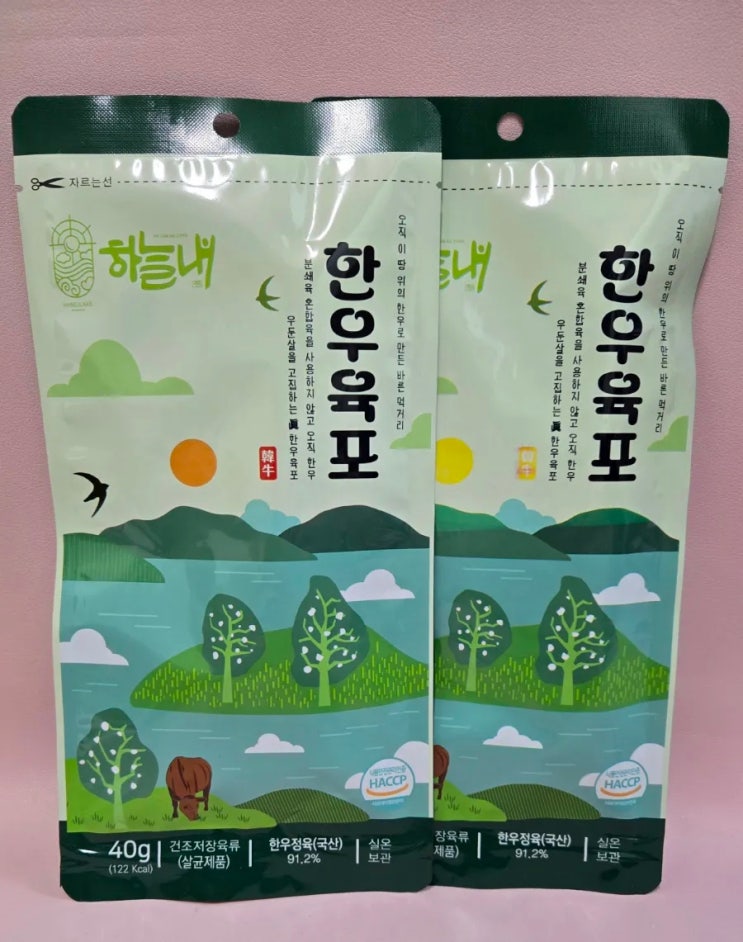 자르는선
하늘내
한우육포
오직 이 땅 위의 한우로 만든 바른 먹거리
분쇄육 혼합육을 사용하지 않고 오직 한우
우둔살을 고집하는 眞 한우육포
韓牛
HACCP
40g
(122 Kcal)
건조저장육류
(살균제품)
한우정육(국산)
91.2%
실온
보관
늘내
한우육포
오직 이 땅 위의 한우로 만든 바른 먹거리
분쇄육 혼합육을 사용하지 않고 오직 한우
우둔살을 고집하는 眞 한우육포
韓牛
HACCP
장육류
제품)
한우정육(국산)
91.2%
실온
보관